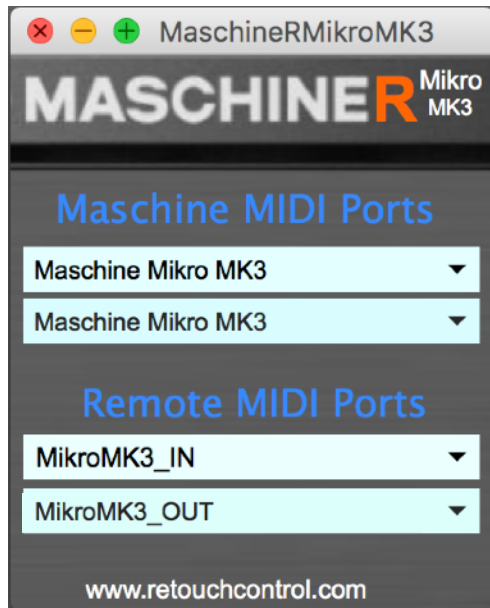 MaschineRMikroMK3
MASCHINER Mikro
MK3
Maschine MIDI Ports
Maschine Mikro MK3
Maschine Mikro MK3
Remote MIDI Ports
MikroMK3_IN
MikroMK3_OUT
www.retouchcontrol.com